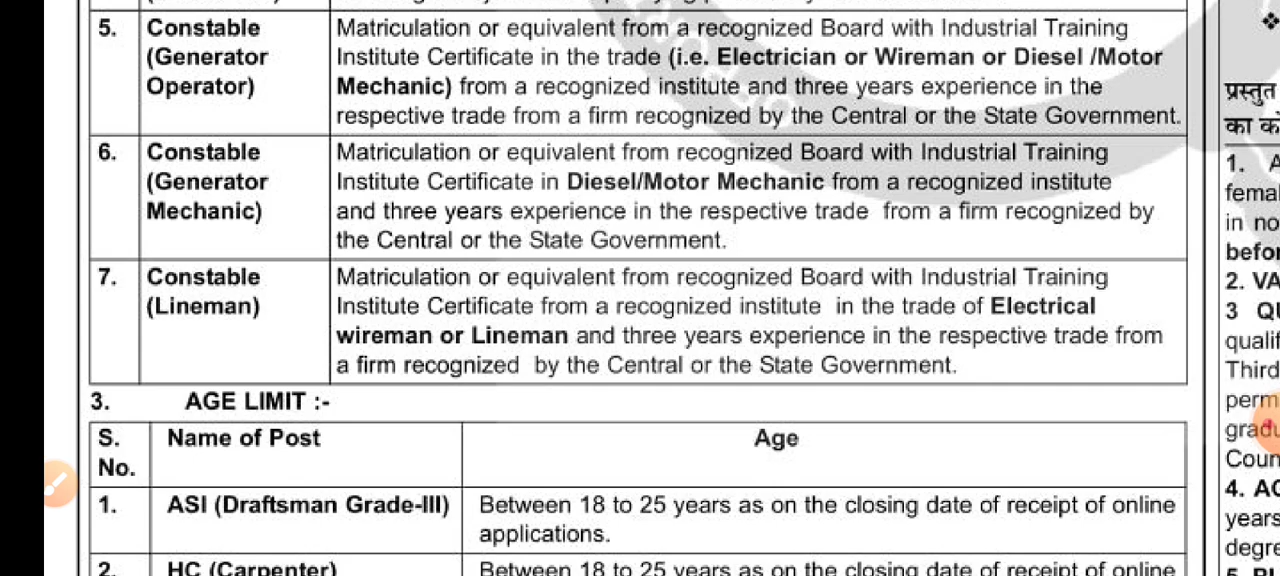 5. Constable Matriculation or equivalent from a recognized Board with Industrial Training
(Generator Institute Certificate in the trade (i.e. Electrician or Wireman or Diesel /Motor
Operator) Mechanic) from a recognized institute and three years experience in the
respective trade from a firm recognized by the Central or the State Government.
6. Constable Matriculation or equivalent from recognized Board with Industrial Training
(Generator Institute Certificate in Diesel/Motor Mechanic from a recognized institute
Mechanic) and three years experience in the respective trade from a firm recognized by
the Central or the State Government.
7. Constable Matriculation or equivalent from recognized Board with Industrial Training
(Lineman) Institute Certificate from a recognized institute in the trade of Electrical
wireman or Lineman and three years experience in the respective trade from
a firm recognized by the Central or the State Government.
3. AGE LIMIT :-
S. Name of Post Age
No.
1. ASI (Draftsman Grade-III) Between 18 to 25 years as on the closing date of receipt of online
applications.
2. HC (Carpenter) Between 18 to 25 years as on the closing date of receipt of online
प्रस्तुत
का
1.
in no
2.
3
Third
4.
years